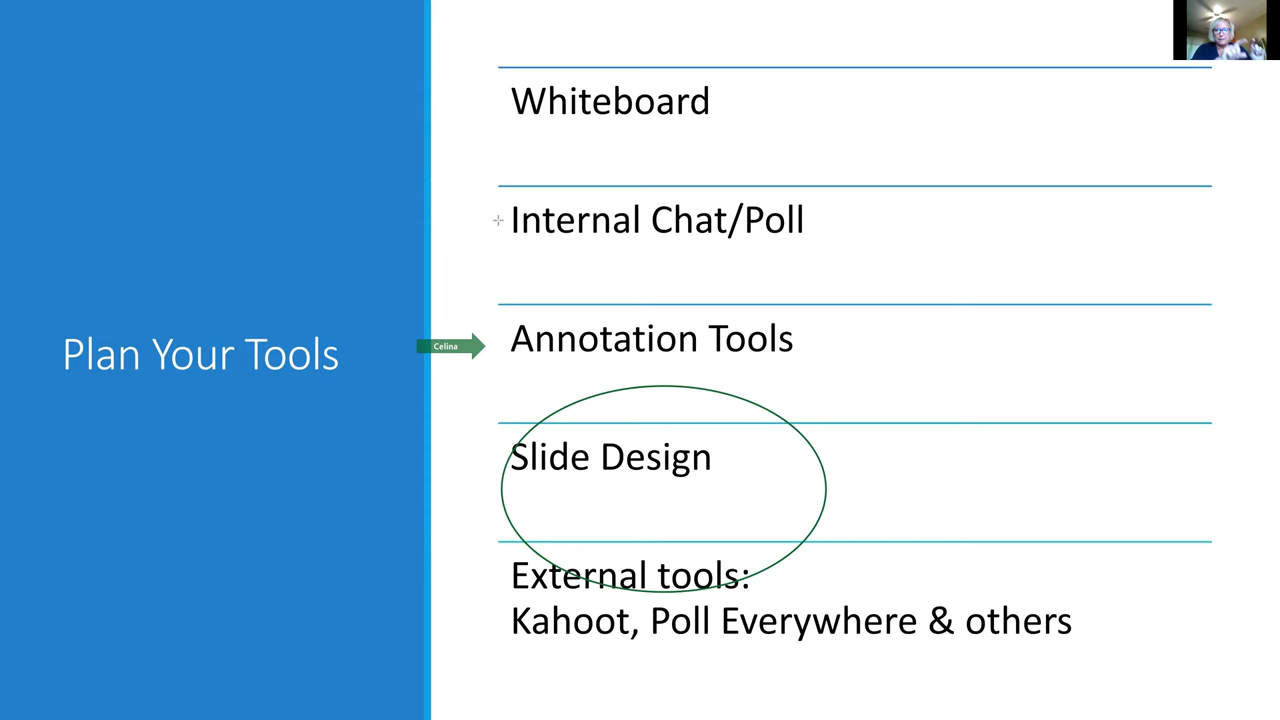 Plan Your Tools
Whiteboard
Internal Chat/Poll
Celina
Annotation Tools
Slide Design
External tools:
Kahoot, Poll Everywhere & others